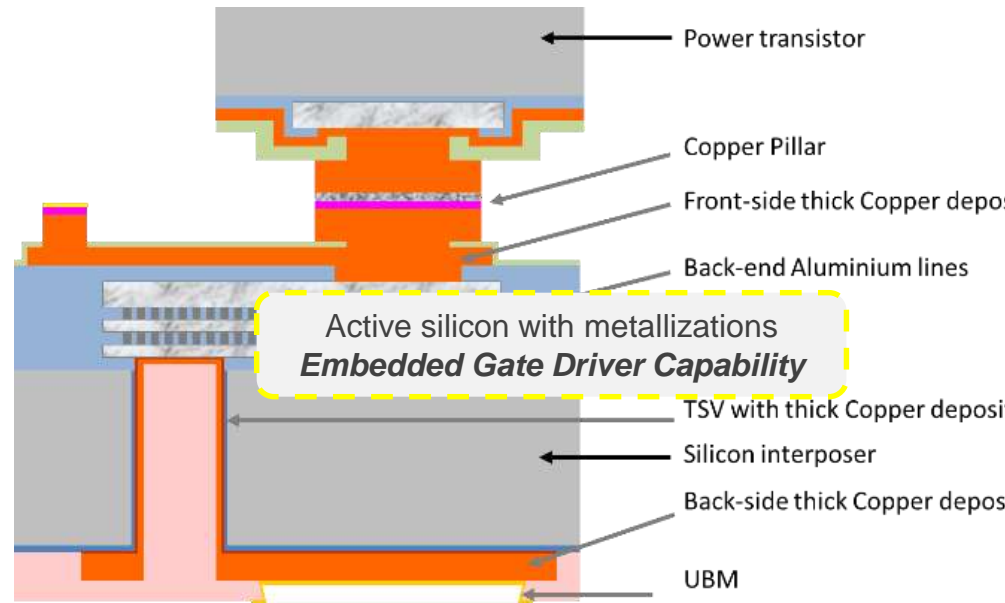 Power transistor
Copper Pillar
Front-side thick Copper depos
Back-end Aluminium lines
Active silicon with metallizations
Embedded Gate Driver Capability
TSV with thick Copper deposi
Silicon interposer
Back-side thick Copper depos
UBM